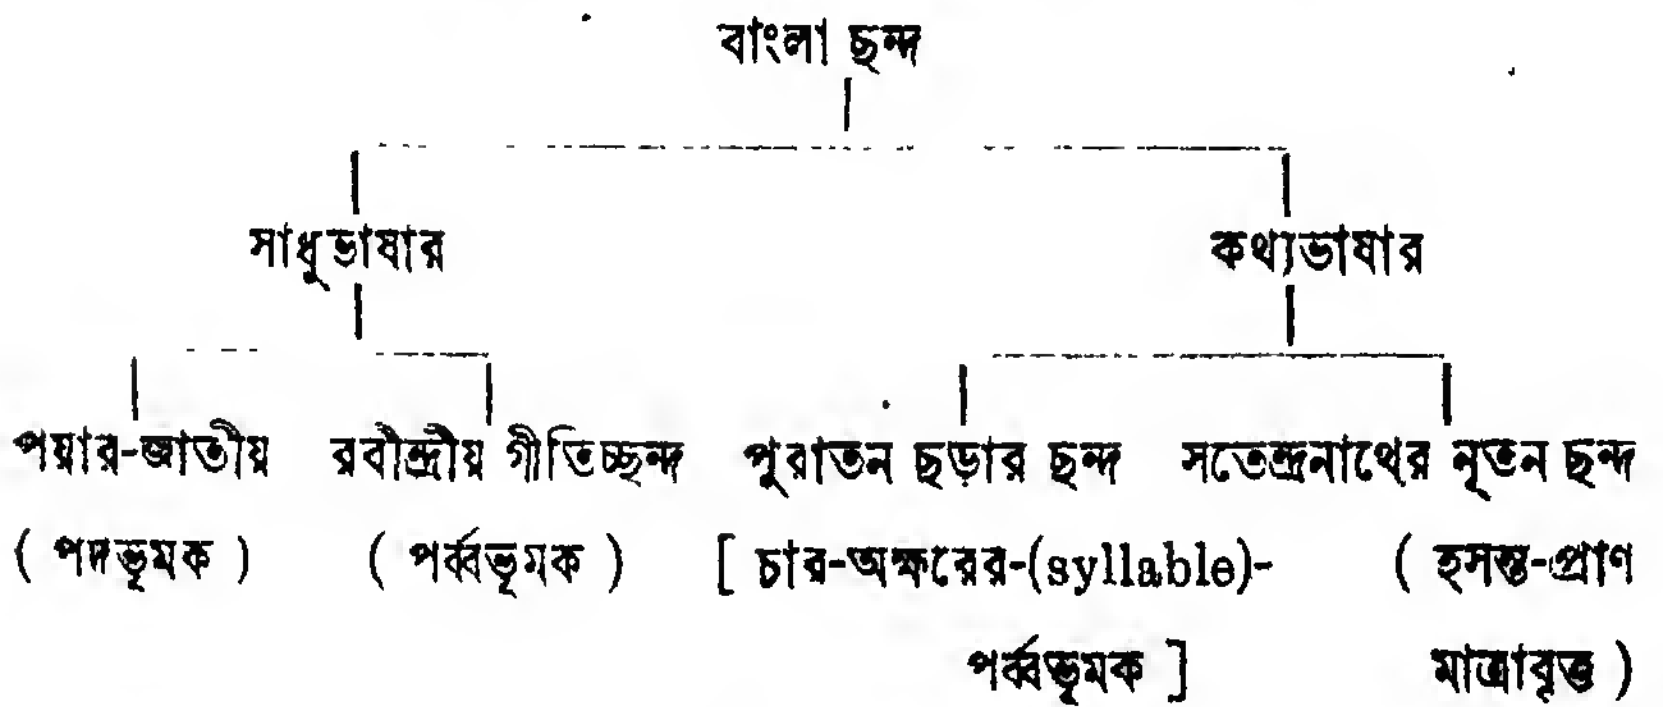 বাংলা ছন্দ
সাধুভাষার কথ্যভাষার
পয়ার-জাতীয় রবীন্দ্রীয় গীতিচ্ছন্দ পুরাতন ছড়ার ছন্দ সতেন্দ্রনাথের নূতন ছন্দ
( পদভূমক ) ( পর্ব্বভূমক ) [ চার-অক্ষরের-(syllable)- ( হসন্ত-প্রাণ
পর্ব্বভূমক ] মাত্রাবৃত্ত )